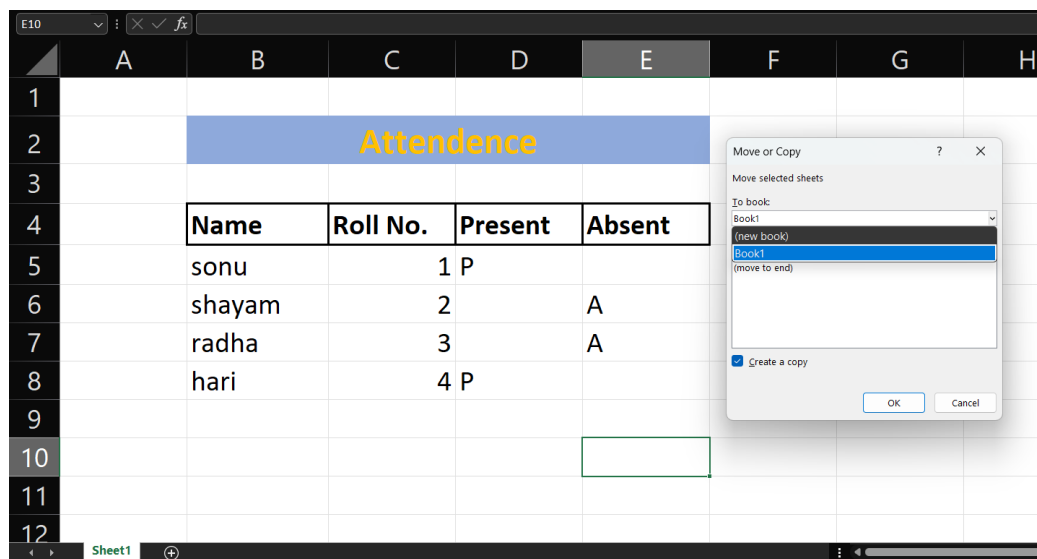 E10 fx
A B C D E F G H
1
2 Attendence
3
4 Name Roll No. Present Absent
5 sonu 1 P
6 shayam 2 A
7 radha 3 A
8 hari 4 P
9
10
11
12
Move or Copy ? ×
Move selected sheets
To book:
Book1
(new book)
Book1
(move to end)
Create a copy
OK Cancel
Sheet1